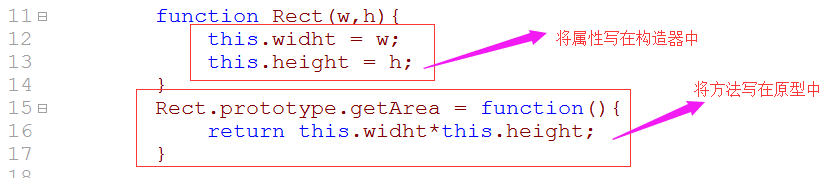 11 function Rect(w,h){
12 this.widht = w;
将属性写在构造器中
13 this.height = h;
14 }
将方法写在原型中
15 Rect.prototype.getArea = function(){
16 return this.widht*this.height;
17 }
18